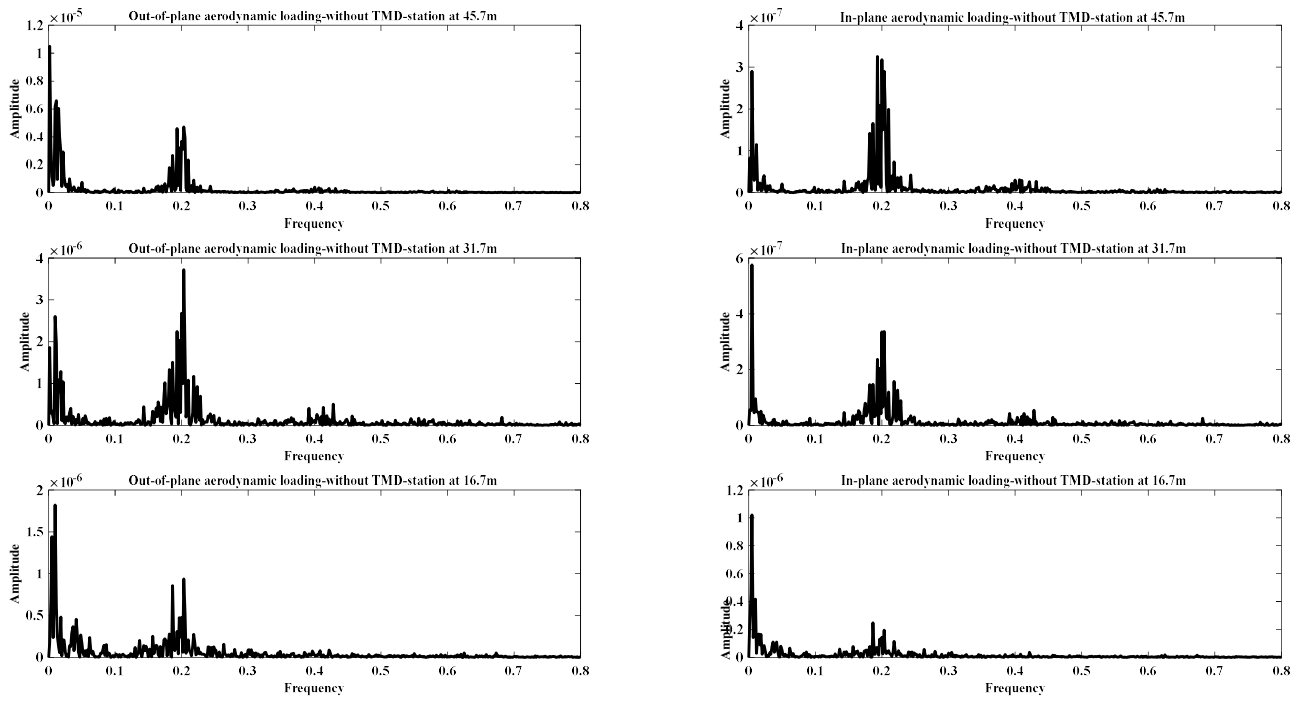 Out-of-plane aerodynamic loading-without TMD-station at 45.7m
×10⁻⁵
1.2
1
0.8
0.6
0.4
0.2
0
Amplitude
0 0.1 0.2 0.3 0.4 0.5 0.6 0.7 0.8
Frequency
In-plane aerodynamic loading-without TMD-station at 45.7m
×10⁻⁷
4
3
2
1
0
Amplitude
0 0.1 0.2 0.3 0.4 0.5 0.6 0.7 0.8
Frequency
Out-of-plane aerodynamic loading-without TMD-station at 31.7m
×10⁻⁶
4
3
2
1
0
Amplitude
0 0.1 0.2 0.3 0.4 0.5 0.6 0.7 0.8
Frequency
In-plane aerodynamic loading-without TMD-station at 31.7m
×10⁻⁷
6
4
2
0
Amplitude
0 0.1 0.2 0.3 0.4 0.5 0.6 0.7 0.8
Frequency
Out-of-plane aerodynamic loading-without TMD-station at 16.7m
×10⁻⁶
2
1.5
1
0.5
0
Amplitude
0 0.1 0.2 0.3 0.4 0.5 0.6 0.7 0.8
Frequency
In-plane aerodynamic loading-without TMD-station at 16.7m
×10⁻⁶
1.2
1
0.8
0.6
0.4
0.2
0
Amplitude
0 0.1 0.2 0.3 0.4 0.5 0.6 0.7 0.8
Frequency